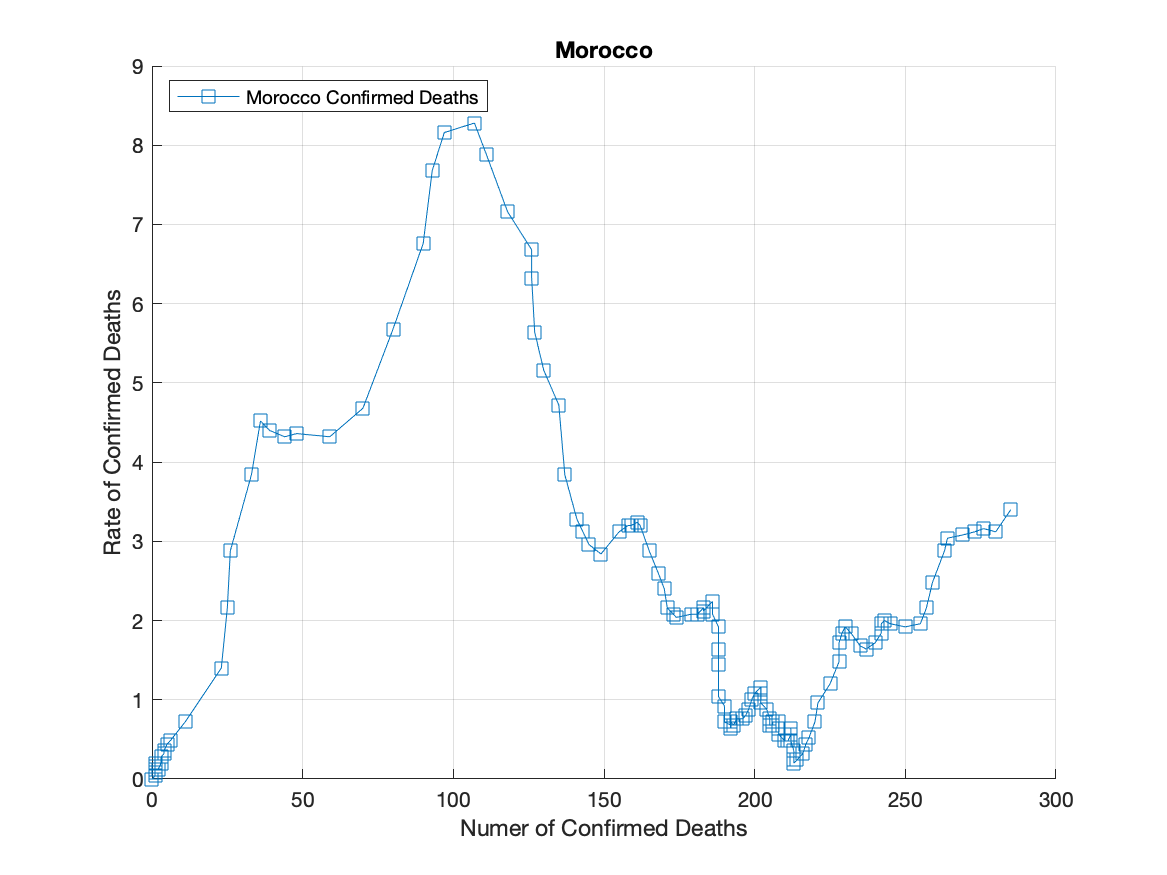 Morocco
Morocco Confirmed Deaths
9
8
7
6
5
4
3
2
1
0
Rate of Confirmed Deaths
0 50 100 150 200 250 300
Numer of Confirmed Deaths